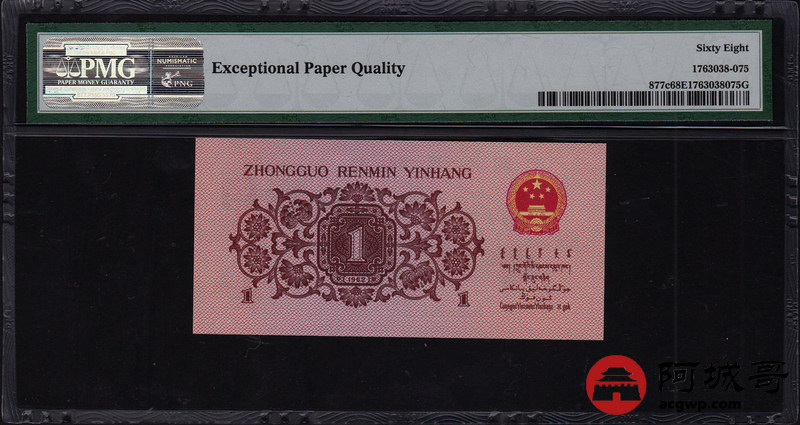 PMG
PAPER MONEY GUARANTY
NUMISMATIC
PNG
Exceptional Paper Quality
Sixty Eight
1763038-075
877c68E1763038075G
ZHONGGUO RENMIN YINHANG
1
1962
1
1
阿城哥
acgwp.com